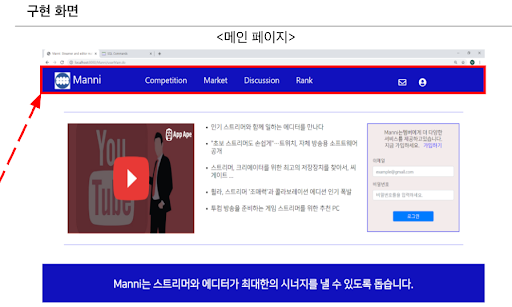 구현 화면
<메인 페이지>
Manni
Competition
Market
Discussion
Rank
You
Tube
App Ape
• 인기 스트리머와 함께 일하는 에디터를 만나다
• "초보 스트리머도 손쉽게"…트위치, 자체 방송용 소프트웨어
공개
• 스트리머, 크리에이터를 위한 최고의 저장장치를 찾아서, 씨
게이트...
• 릴라, 스트리머 '조매력'과 콜라보레이션 에디션 인기 폭발
• 투컴 방송을 준비하는 게임 스트리머를 위한 추천 PC
Manni는멤버에게 더 다양한
서비스를 제공하고있습니다.
지금 가입하세요. 가입하기
이메일
example@gmail.com
비밀번호
비밀번호를 입력하세요.
로그인
Manni는 스트리머와 에디터가 최대한의 시너지를 낼 수 있도록 돕습니다.